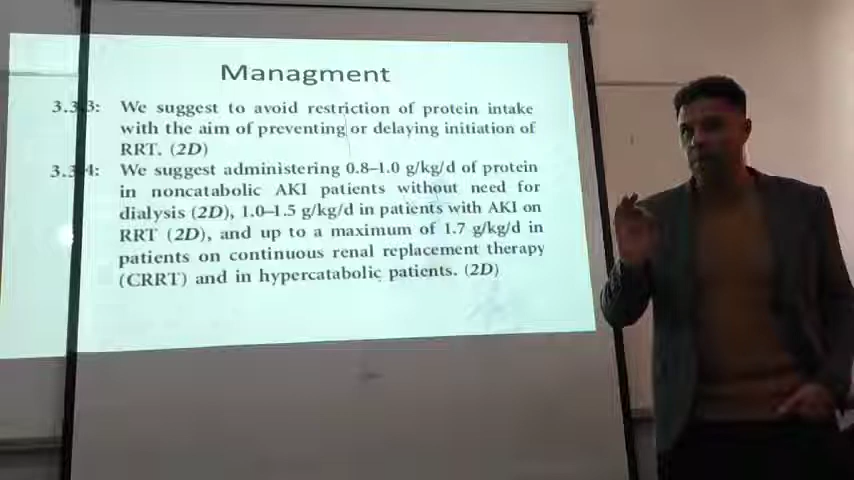 Managment
3.3.3: We suggest to avoid restriction of protein intake
with the aim of preventing or delaying initiation of
RRT. (2D)
3.3.4: We suggest administering 0.8–1.0 g/kg/d of protein
in noncatabolic AKI patients without need for
dialysis (2D), 1.0–1.5 g/kg/d in patients with AKI on
RRT (2D), and up to a maximum of 1.7 g/kg/d in
patients on continuous renal replacement therapy
(CRRT) and in hypercatabolic patients. (2D)